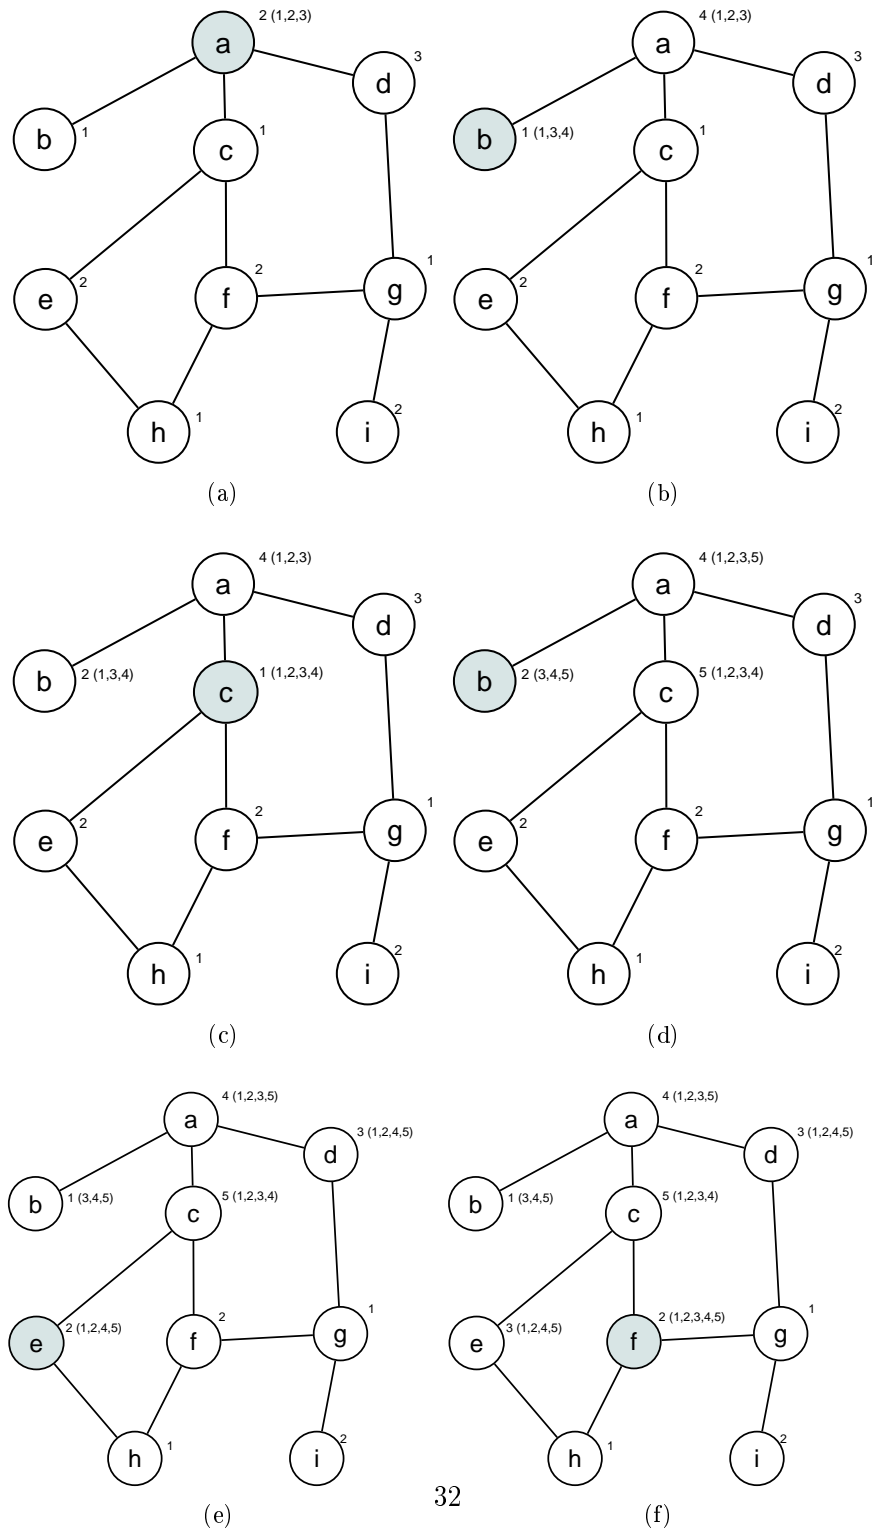 2 (1,2,3)
a
3
d
b
1
c
1
e
2
f
2
g
1
h
1
i
2
(a)
4 (1,2,3)
a
3
d
b
1 (1,3,4)
c
1
e
2
f
2
g
1
h
1
i
2
(b)
4 (1,2,3)
a
3
d
b
2 (1,3,4)
c
1 (1,2,3,4)
e
2
f
2
g
1
h
1
i
2
(c)
4 (1,2,3,5)
a
3
d
b
2 (3,4,5)
c
5 (1,2,3,4)
e
2
f
2
g
1
h
1
i
2
(d)
4 (1,2,3,5)
a
3 (1,2,4,5)
d
b
1 (3,4,5)
c
5 (1,2,3,4)
e
2 (1,2,4,5)
f
2
g
1
h
1
i
2
(e)
4 (1,2,3,5)
a
3 (1,2,4,5)
d
b
1 (3,4,5)
c
5 (1,2,3,4)
e
3 (1,2,4,5)
f
2 (1,2,3,4,5)
g
1
h
1
i
2
(f)
32